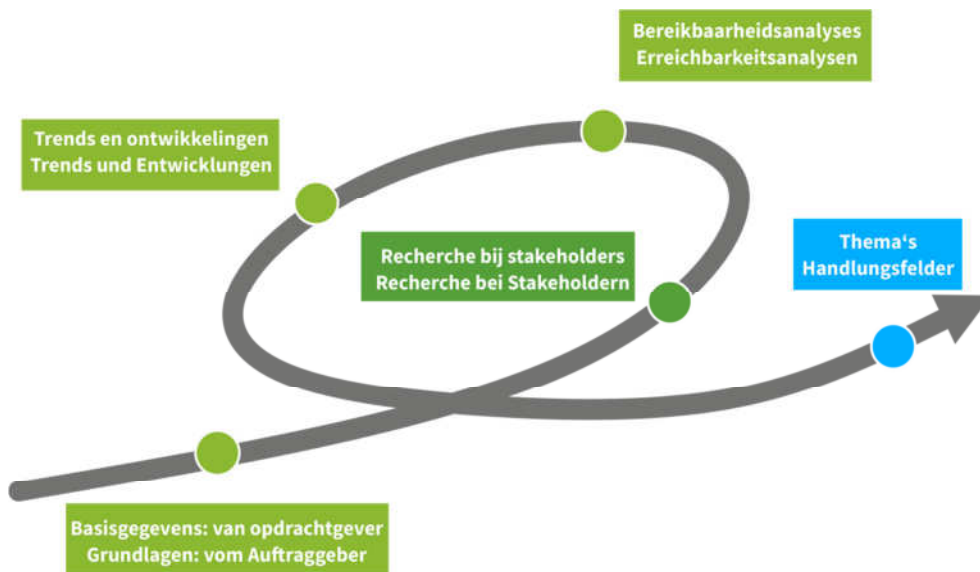 Bereikbaarheidsanalyses
Erreichbarkeitsanalysen
Trends en ontwikkelingen
Trends und Entwicklungen
Recherche bij stakeholders
Recherche bei Stakeholdern
Thema‘s
Handlungsfelder
Basisgegevens: van opdrachtgever
Grundlagen: vom Auftraggeber